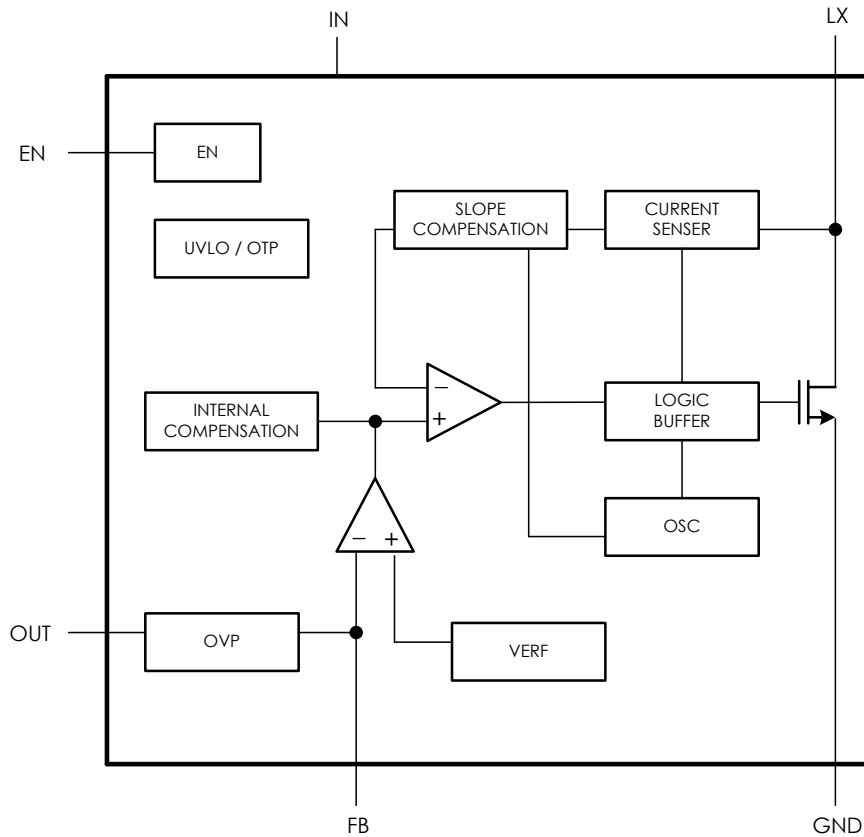 IN
LX
EN
EN
UVLO / OTP
SLOPE
COMPENSATION
CURRENT
SENSER
INTERNAL
COMPENSATION
−
+
LOGIC
BUFFER
− +
OSC
OUT
OVP
VERF
FB
GND